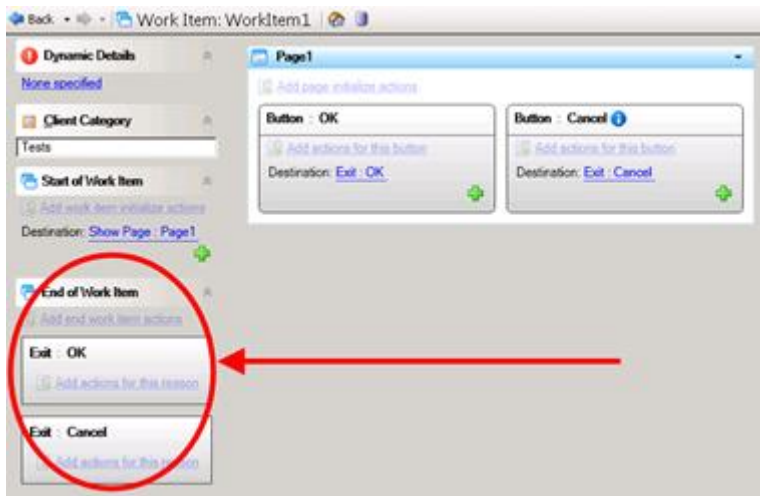 Back Work Item: WorkItem1
Dynamic Details
None specified
Client Category
Tests
Start of Work Item
Add work item initialize actions
Destination: Show Page : Page1
End of Work Item
Add end work item actions
Exit : OK
Add actions for this reason
Exit : Cancel
Add actions for this reason
Page1
Add page initialize actions
Button : OK
Add actions for this button
Destination: Exit : OK
Button : Cancel
Add actions for this button
Destination: Exit : Cancel